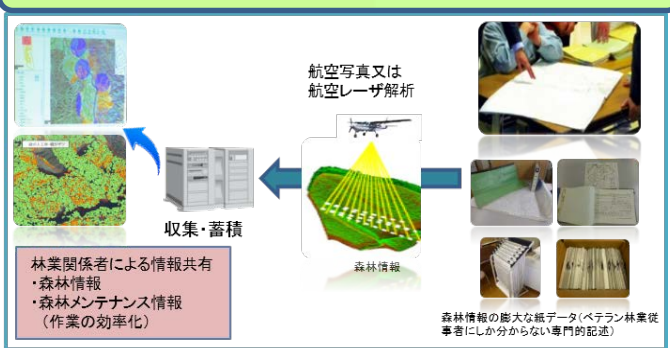 航空写真又は
航空レーザ解析
収集・蓄積
森林情報
林業関係者による情報共有
・森林情報
・森林メンテナンス情報
（作業の効率化）
森林情報の膨大な紙データ（ベテラン林業従
事者にしか分からない専門的記述）